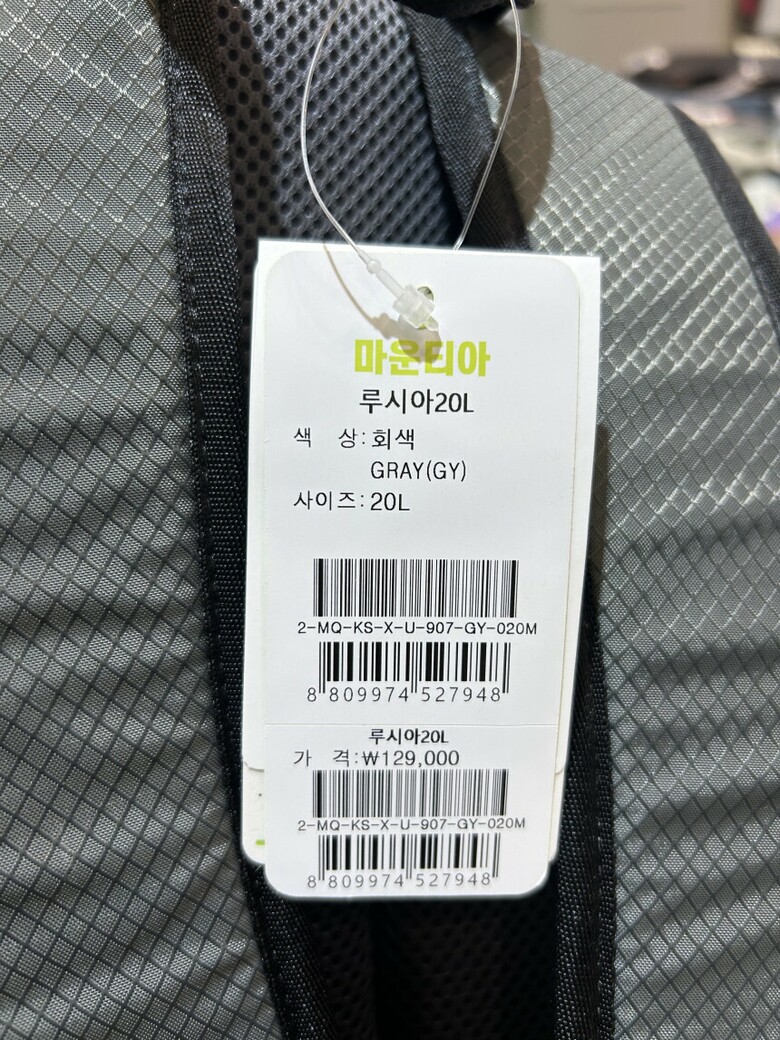 마운티아
루시아20L
색 상:회색
GRAY(GY)
사이즈:20L
2-MQ-KS-X-U-907-GY-020M
8 809974 527948
루시아20L
가 격:₩129,000
2-MQ-KS-X-U-907-GY-020M
8 809974 527948